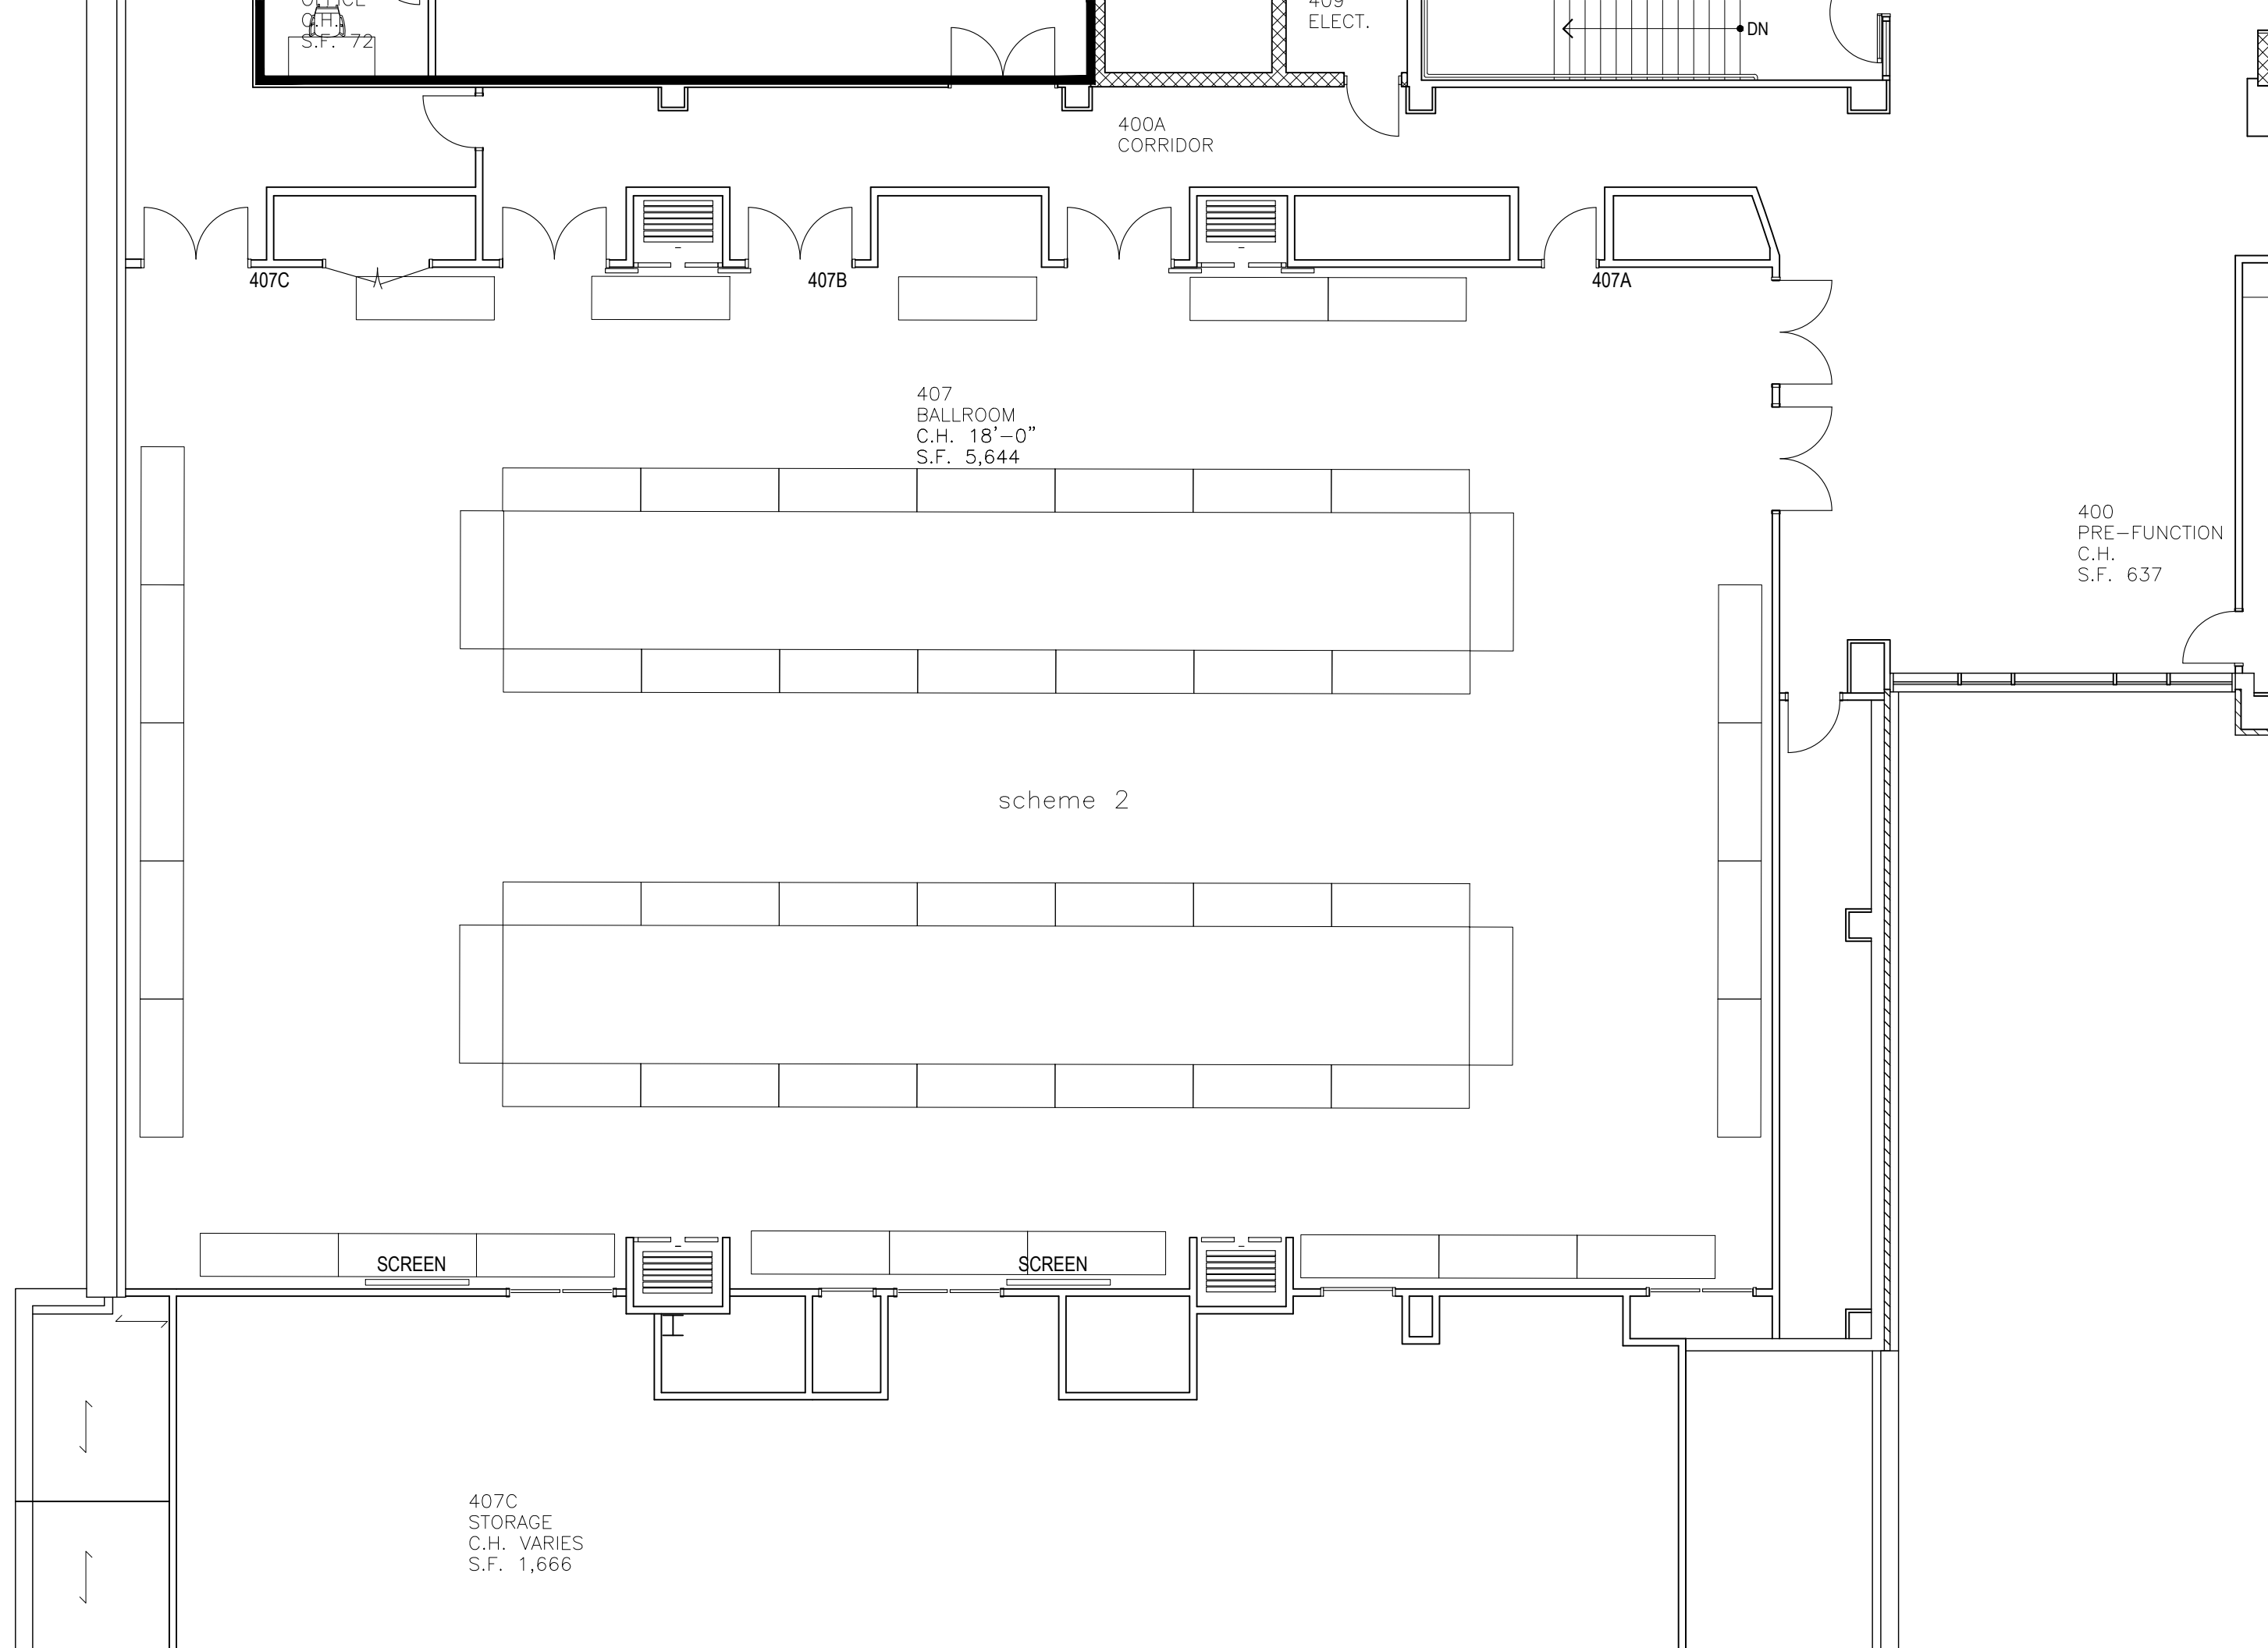 C.H.
S.F. 72
409
ELECT.
DN
400A
CORRIDOR
407C
407B
407A
407
BALLROOM
C.H. 18'-0"
S.F. 5,644
400
PRE-FUNCTION
C.H.
S.F. 637
scheme 2
SCREEN
SCREEN
407C
STORAGE
C.H. VARIES
S.F. 1,666